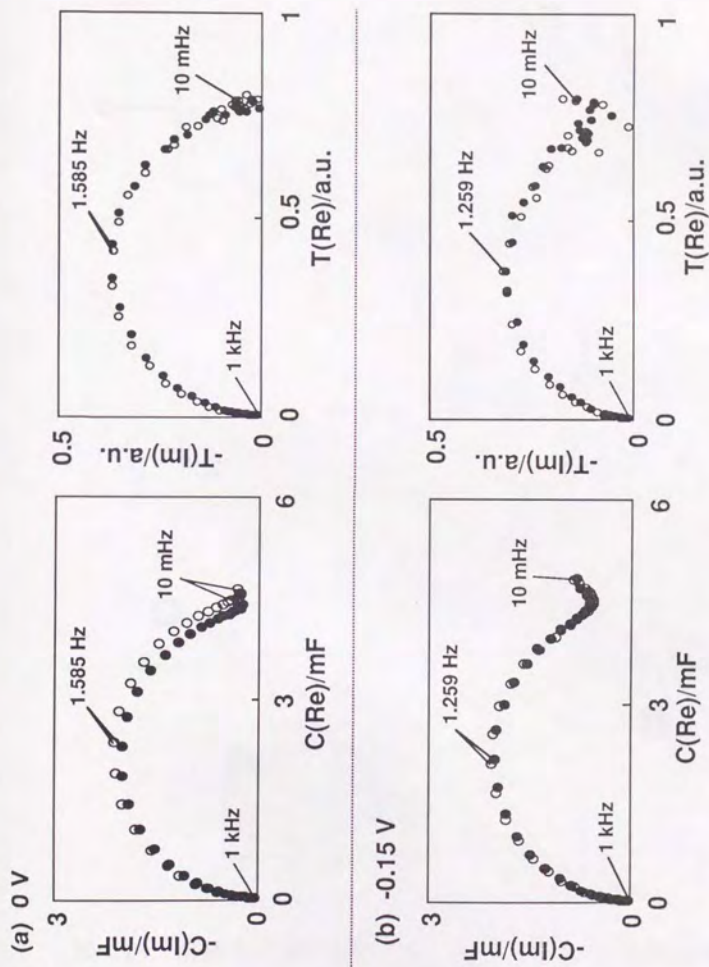 (a) 0 V
-C(Im)/mF
3
0
0
3
6
C(Re)/mF
1 kHz
1.585 Hz
10 mHz
-T(Im)/a.u.
0.5
0
0
0.5
1
T(Re)/a.u.
1 kHz
1.585 Hz
10 mHz
(b) -0.15 V
-C(Im)/mF
3
0
0
3
6
C(Re)/mF
1 kHz
1.259 Hz
10 mHz
-T(Im)/a.u.
0.5
0
0
0.5
1
T(Re)/a.u.
1 kHz
1.259 Hz
10 mHz